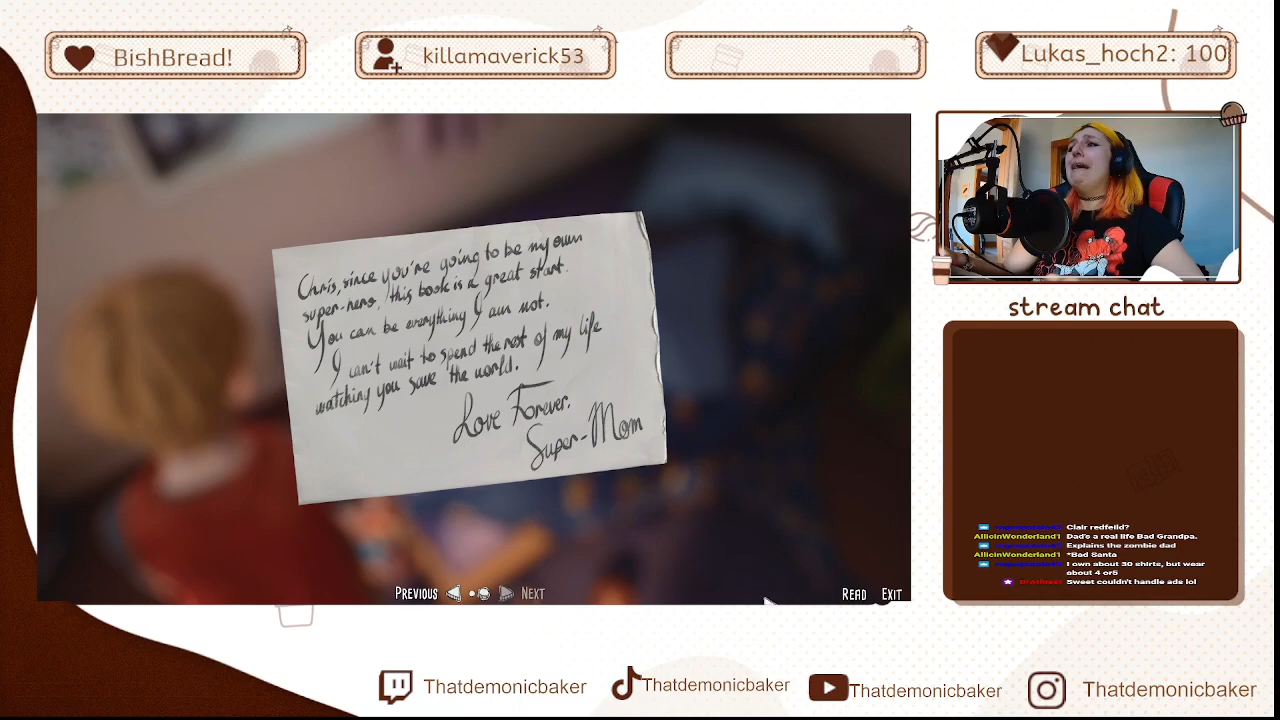 BishBread!
killamaverick53
Lukas_hoch2: 100
Chris, since you're going to be my own
super-hero, this book is a great start.
You can be everything I am not.
I can't wait to spend the rest of my life
watching you save the world.
Love Forever,
Super-Mom
PREVIOUS
NEXT
READ EXIT
stream chat
Clair redfeild?
AllieInWonderland1 Dad's a real life Bad Grandpa.
Explains the zombie dad
AllieInWonderland1 *Bad Santa
I own about 30 shirts, but wear
about 4 or5
Sweet couldn't handle ads lol
Thatdemonicbaker
Thatdemonicbaker
Thatdemonicbaker
Thatdemonicbaker